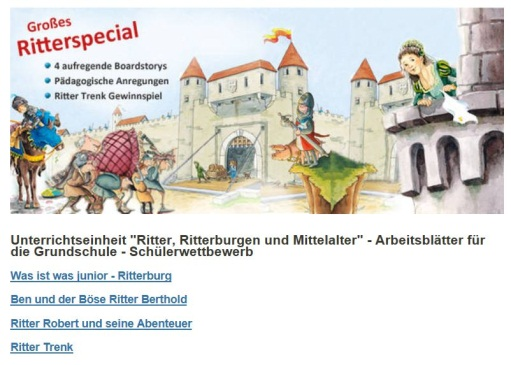 Großes
Ritterspecial
4 aufregende Boardstorys
Pädagogische Anregungen
Ritter Trenk Gewinnspiel
Unterrichtseinheit "Ritter, Ritterburgen und Mittelalter" - Arbeitsblätter für
die Grundschule - Schülerwettbewerb
Was ist was junior - Ritterburg
Ben und der Böse Ritter Berthold
Ritter Robert und seine Abenteuer
Ritter Trenk